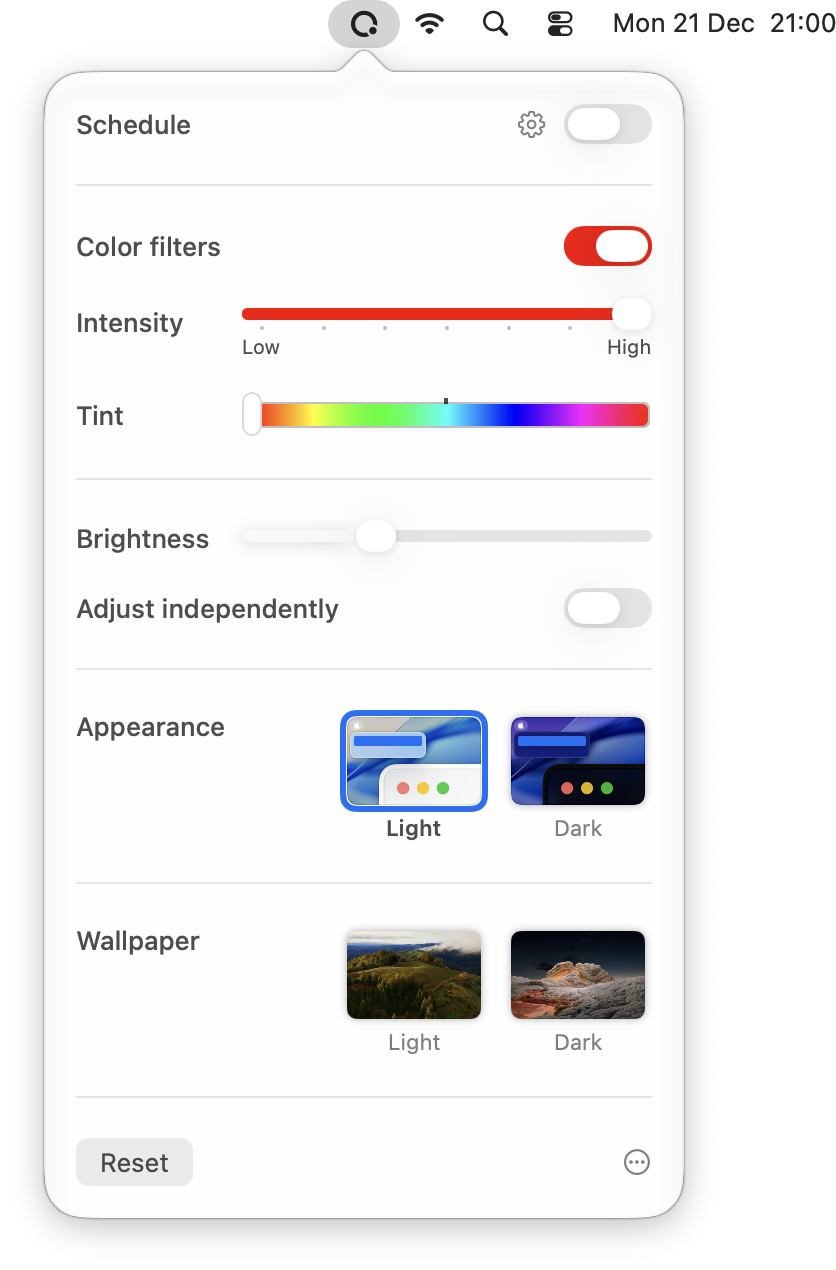 Mon 21 Dec 21:00
Schedule
Color filters
Intensity
Low High
Tint
Brightness
Adjust independently
Appearance
Light Dark
Wallpaper
Light Dark
Reset